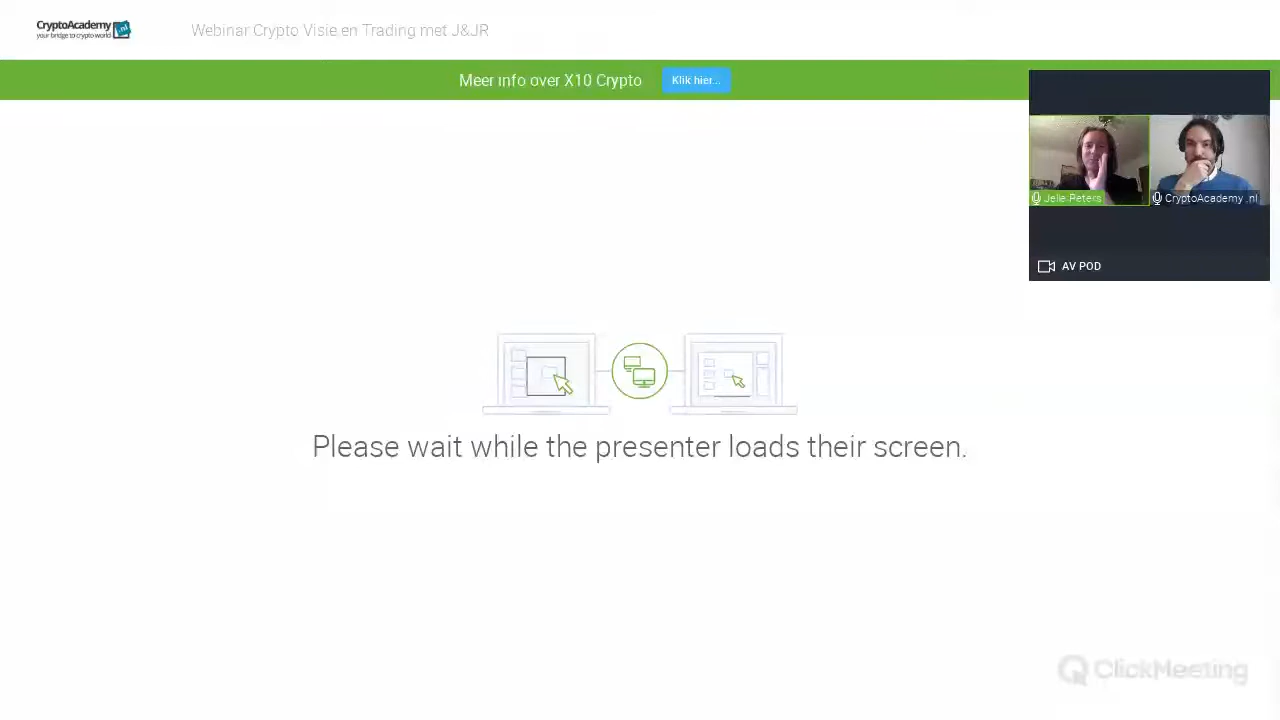 CryptoAcademy .nl
your bridge to crypto world
Webinar Crypto Visie en Trading met J&JR
Meer info over X10 Crypto
Klik hier...
Jelle Peters
CryptoAcademy .nl
AV POD
Please wait while the presenter loads their screen.
ClickMeeting